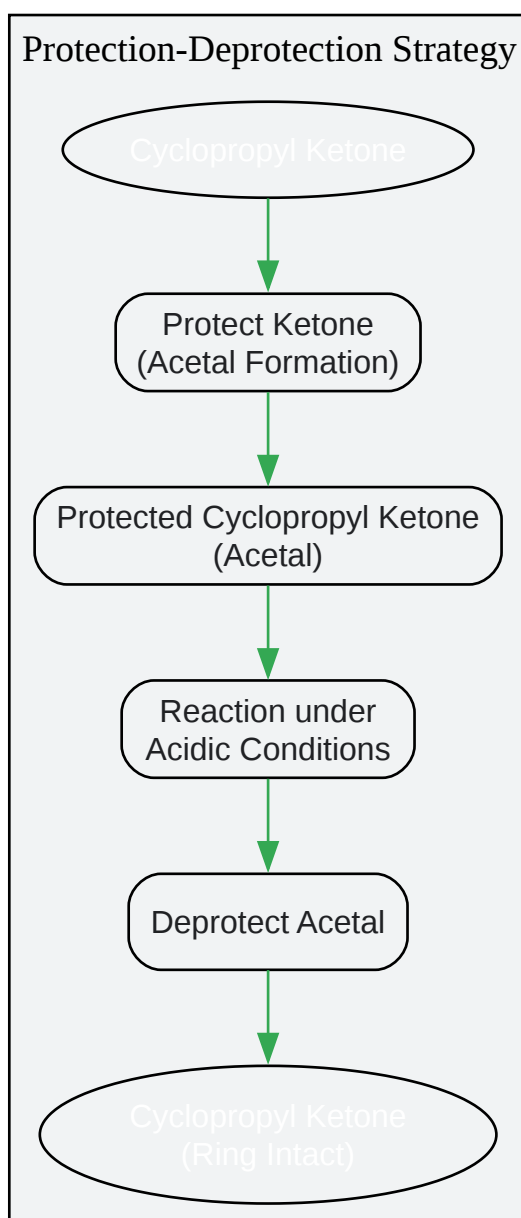 Protection-Deprotection Strategy
Cyclopropyl Ketone
Protect Ketone
(Acetal Formation)
Protected Cyclopropyl Ketone
(Acetal)
Reaction under
Acidic Conditions
Deprotect Acetal
Cyclopropyl Ketone
(Ring Intact)